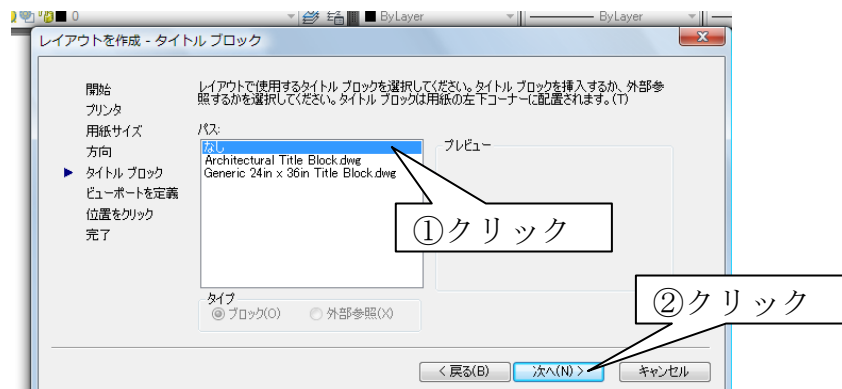 0 ByLayer ByLayer
レイアウトを作成 - タイトル ブロック
開始
プリンタ
用紙サイズ
方向
タイトル ブロック
ビューポートを定義
位置をクリック
完了
レイアウトで使用するタイトル ブロックを選択してください。タイトル ブロックを挿入するか、外部参
照するかを選択してください。タイトル ブロックは用紙の左下コーナーに配置されます。(T)
パス:
なし
Architectural Title Block.dwg
Generic 24in x 36in Title Block.dwg
プレビュー
①クリック
タイプ
ブロック(O) 外部参照(X)
②クリック
< 戻る(B) 次へ(N) > キャンセル